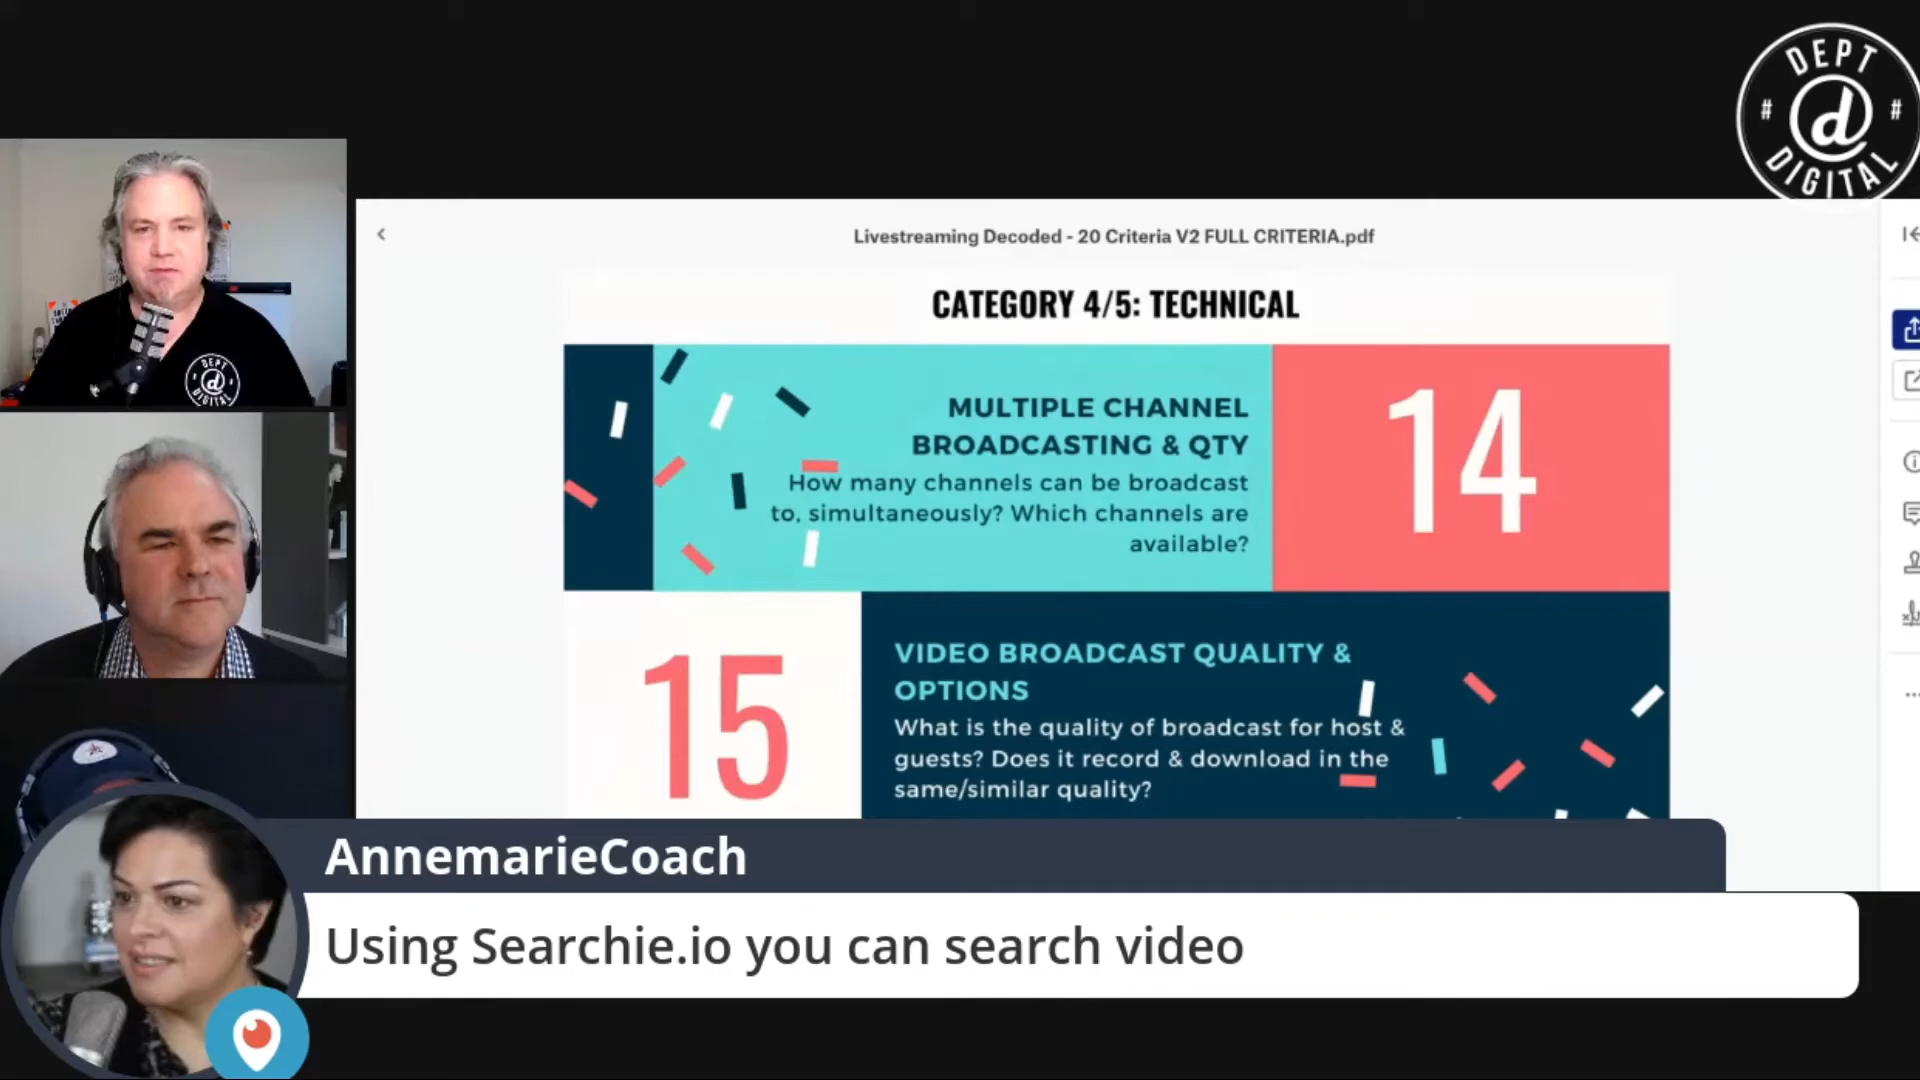 DEPT
# @d #
DIGITAL
Livestreaming Decoded - 20 Criteria V2 FULL CRITERIA.pdf
CATEGORY 4/5: TECHNICAL
MULTIPLE CHANNEL
BROADCASTING & QTY
How many channels can be broadcast
to, simultaneously? Which channels are
available?
14
15
VIDEO BROADCAST QUALITY &
OPTIONS
What is the quality of broadcast for host &
guests? Does it record & download in the
same/similar quality?
DEPT
d
DIGITAL
AnnemarieCoach
Using Searchie.io you can search video